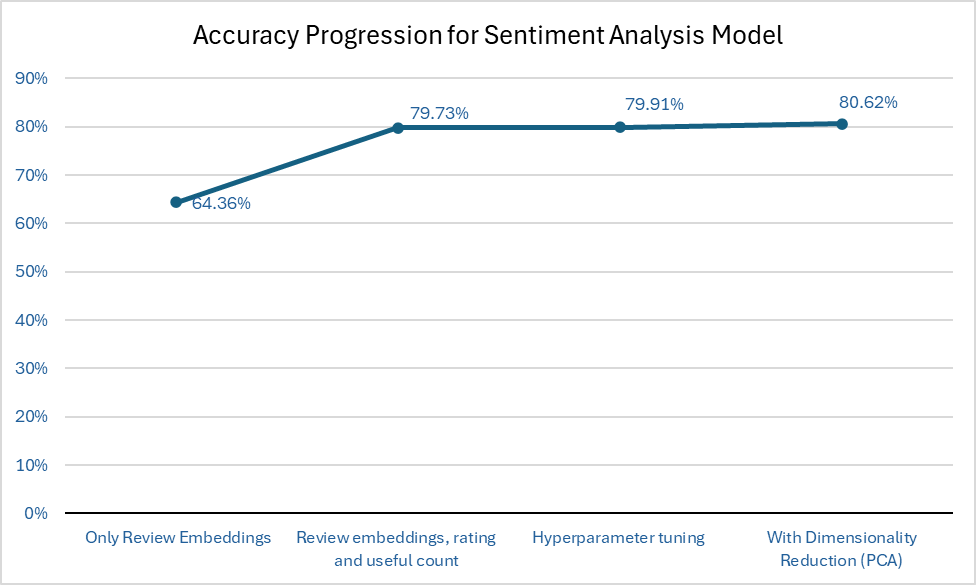 Accuracy Progression for Sentiment Analysis Model
90%
80%
70%
60%
50%
40%
30%
20%
10%
0%
64.36%
79.73%
79.91%
80.62%
Only Review Embeddings
Review embeddings, rating
and useful count
Hyperparameter tuning
With Dimensionality
Reduction (PCA)